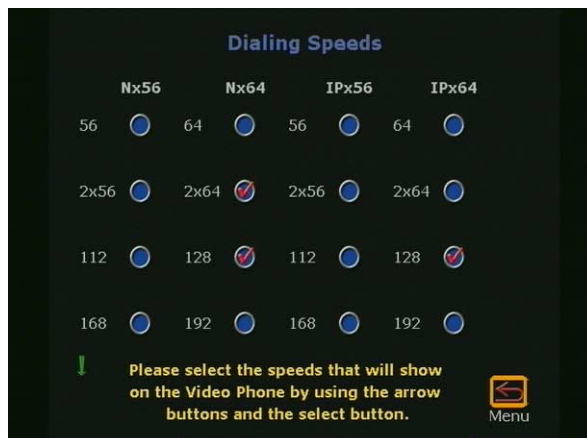 Dialing Speeds
Nx56 Nx64 IPx56 IPx64
56 64 56 64
2x56 2x64 2x56 2x64
112 128 112 128
168 192 168 192
! Please select the speeds that will show
on the Video Phone by using the arrow
buttons and the select button.
Menu